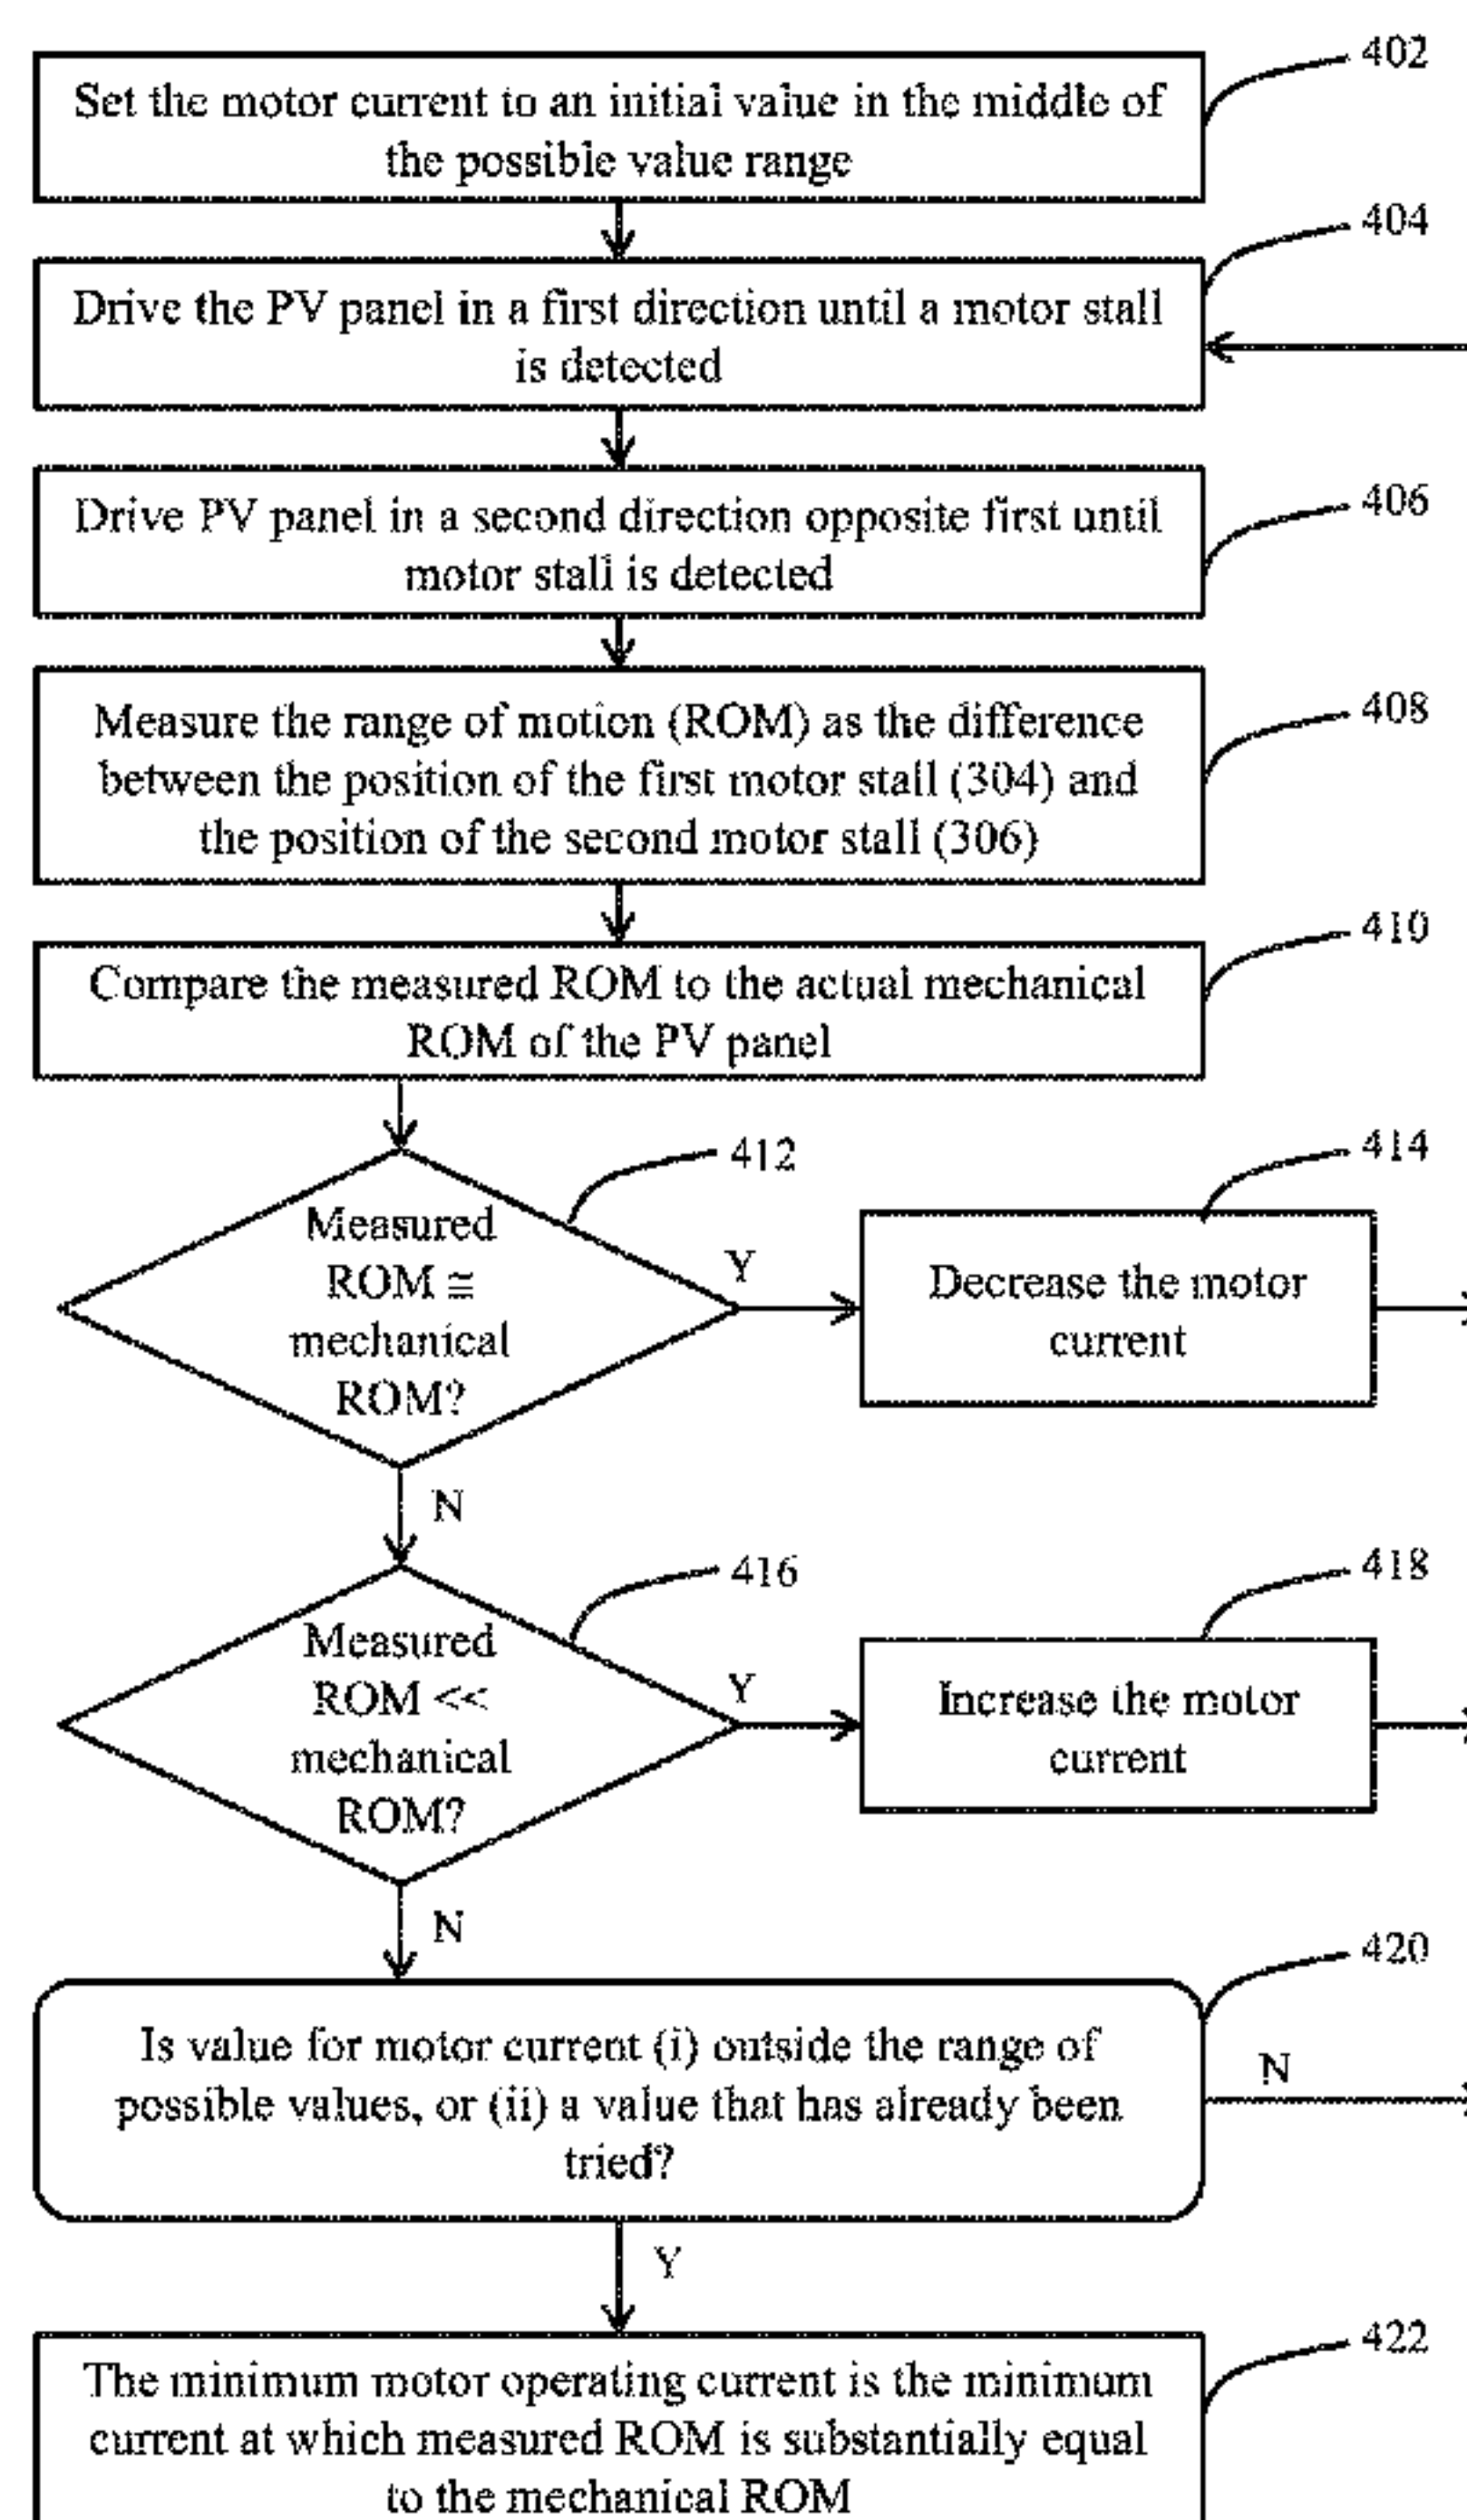 402
Set the motor current to an initial value in the middle of
the possible value range
404
Drive the PV panel in a first direction until a motor stall
is detected
406
Drive PV panel in a second direction opposite first until
motor stall is detected
408
Measure the range of motion (ROM) as the difference
between the position of the first motor stall (304) and
the position of the second motor stall (306)
410
Compare the measured ROM to the actual mechanical
ROM of the PV panel
412
Measured
ROM ≅
mechanical
ROM?
Y
414
Decrease the motor
current
N
416
Measured
ROM <<
mechanical
ROM?
Y
418
Increase the motor
current
N
420
Is value for motor current (i) outside the range of
possible values, or (ii) a value that has already been
tried?
N
Y
422
The minimum motor operating current is the minimum
current at which measured ROM is substantially equal
to the mechanical ROM